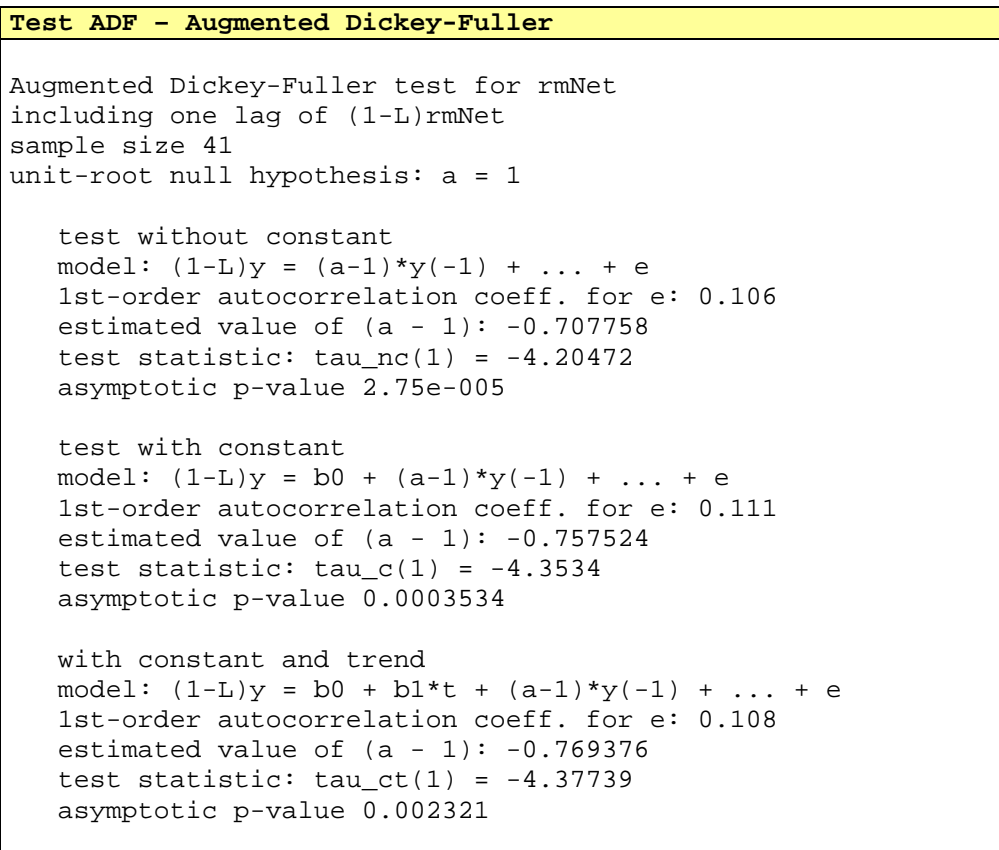 Test ADF – Augmented Dickey-Fuller
Augmented Dickey-Fuller test for rmNet
including one lag of (1-L)rmNet
sample size 41
unit-root null hypothesis: a = 1
test without constant
model: (1-L)y = (a-1)*y(-1) + ... + e
1st-order autocorrelation coeff. for e: 0.106
estimated value of (a - 1): -0.707758
test statistic: tau_nc(1) = -4.20472
asymptotic p-value 2.75e-005
test with constant
model: (1-L)y = b0 + (a-1)*y(-1) + ... + e
1st-order autocorrelation coeff. for e: 0.111
estimated value of (a - 1): -0.757524
test statistic: tau_c(1) = -4.3534
asymptotic p-value 0.0003534
with constant and trend
model: (1-L)y = b0 + b1*t + (a-1)*y(-1) + ... + e
1st-order autocorrelation coeff. for e: 0.108
estimated value of (a - 1): -0.769376
test statistic: tau_ct(1) = -4.37739
asymptotic p-value 0.002321